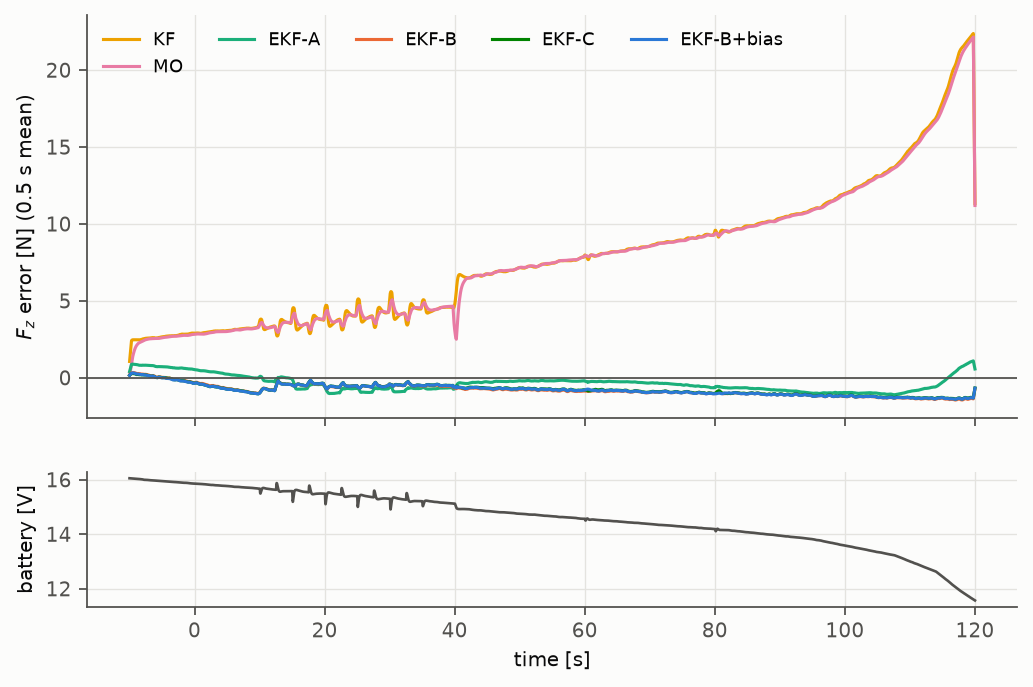 KF EKF-A EKF-B EKF-C EKF-B+bias
MO
F_z error [N] (0.5 s mean)
20
15
10
5
0
battery [V]
16
14
12
0 20 40 60 80 100 120
time [s]